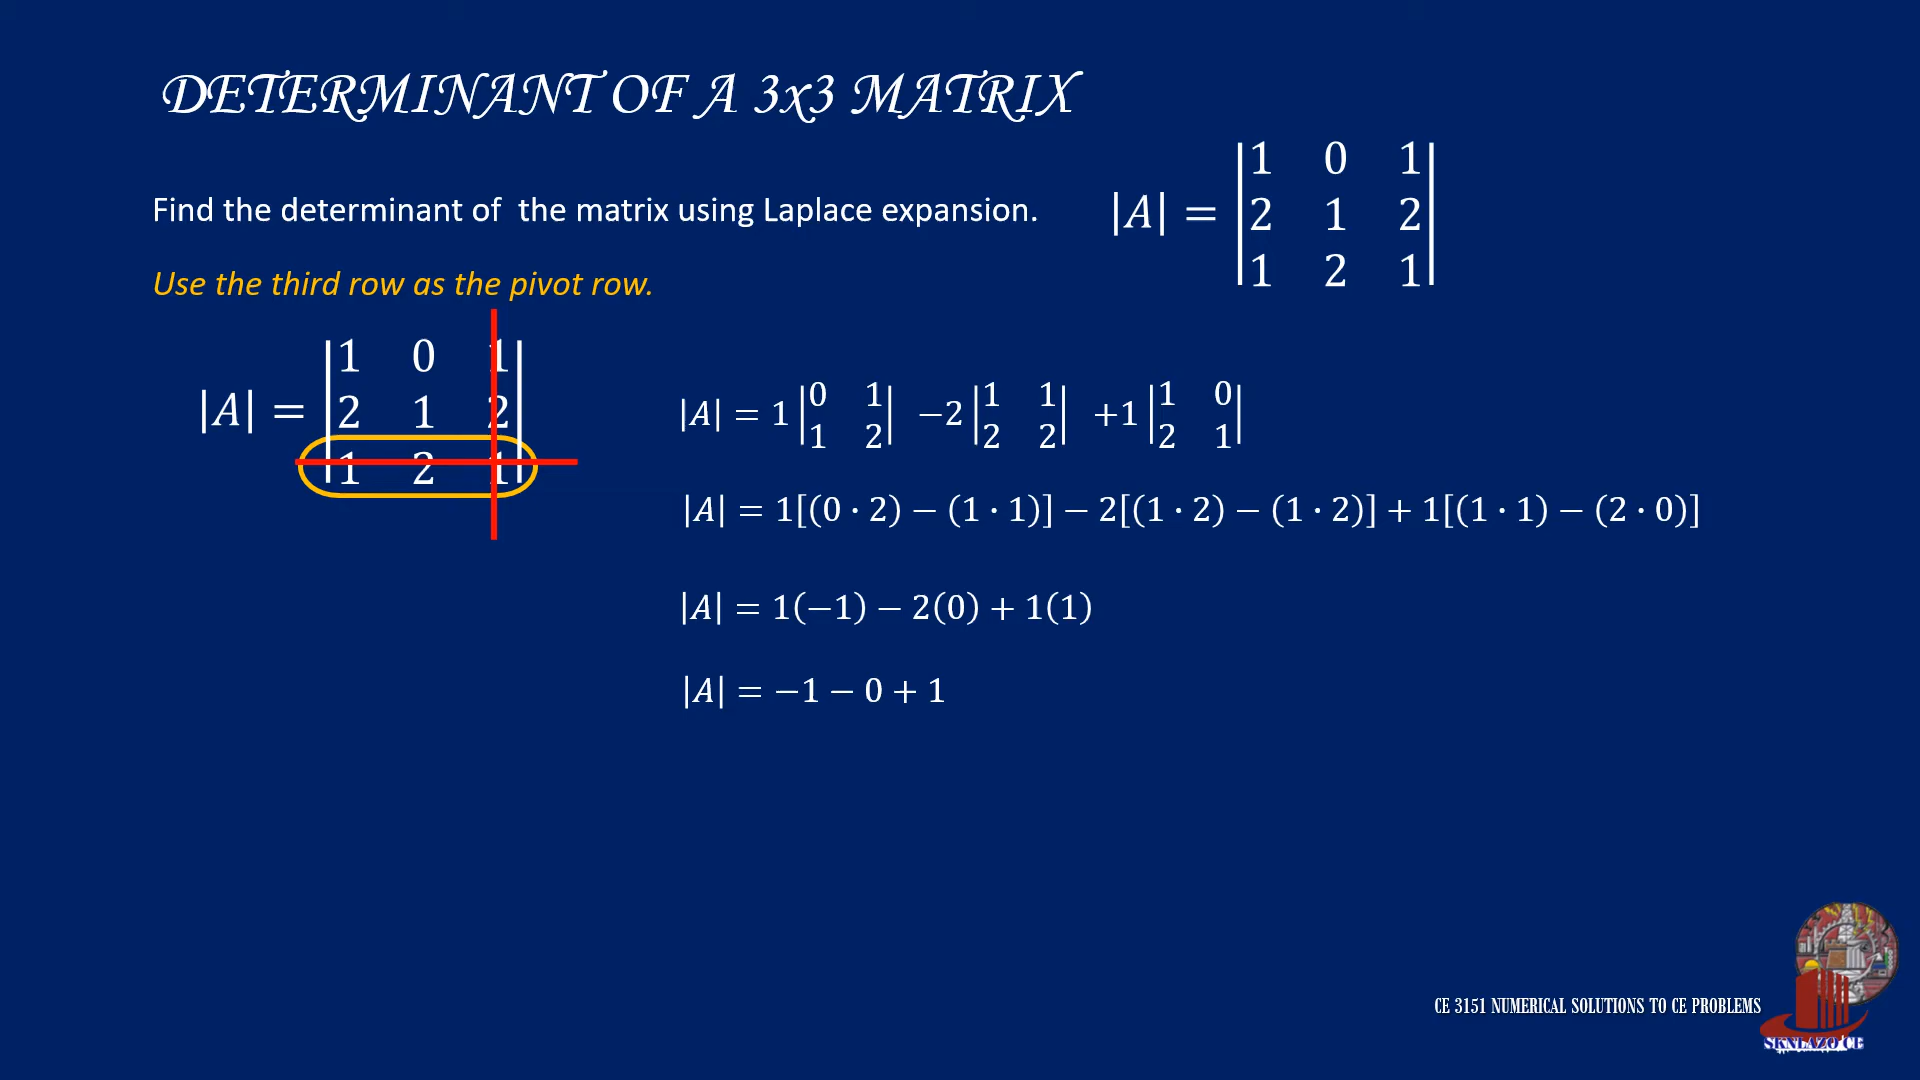 DETERMINANT OF A 3x3 MATRIX
Find the determinant of the matrix using Laplace expansion.
|A| = |1 0 1|
|2 1 2|
|1 2 1|
Use the third row as the pivot row.
|A| = |1 0 1|
|2 1 2|
|1 2 1|
|A| = 1 |0 1| −2 |1 1| +1 |1 0|
|1 2| |2 2| |2 1|
|A| = 1[(0 · 2) − (1 · 1)] − 2[(1 · 2) − (1 · 2)] + 1[(1 · 1) − (2 · 0)]
|A| = 1(−1) − 2(0) + 1(1)
|A| = −1 − 0 + 1
CE 3151 NUMERICAL SOLUTIONS TO CE PROBLEMS
SKNLAZO CE